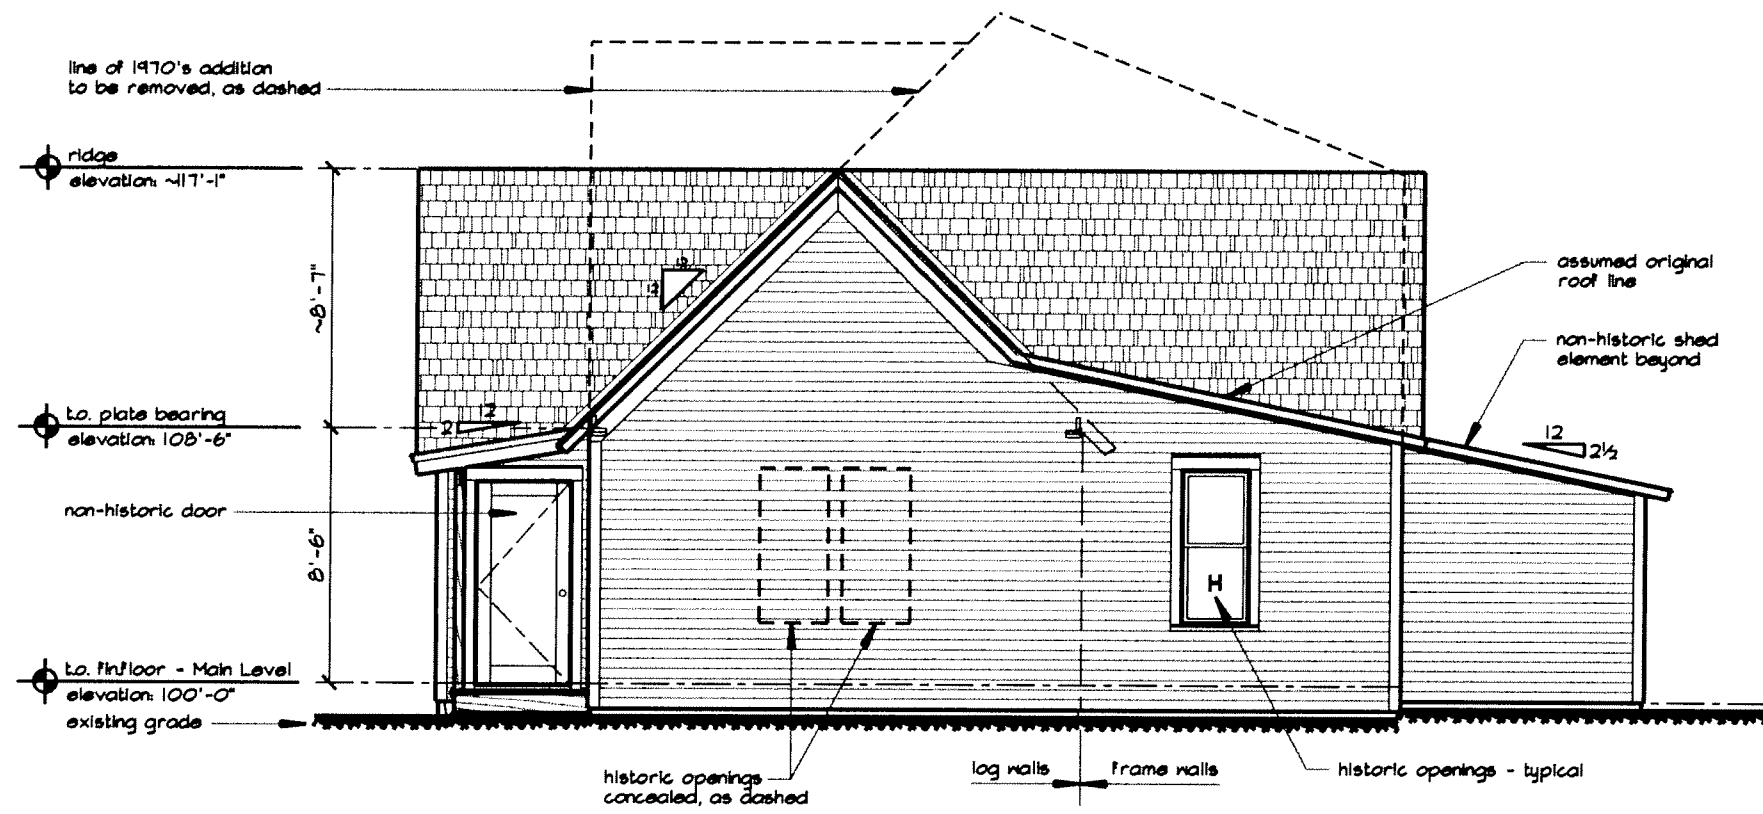 line of 1970's addition
to be removed, as dashed
ridge
elevation: ~117'-1"
~8'-7"
12
12
assumed original
roof line
non-historic shed
element beyond
t.o. plate bearing
elevation: 108'-6"
12
2
12
2½
non-historic door
8'-6"
H
t.o. fin.floor - Main Level
elevation: 100'-0"
existing grade
historic openings
concealed, as dashed
log walls
frame walls
historic openings - typical